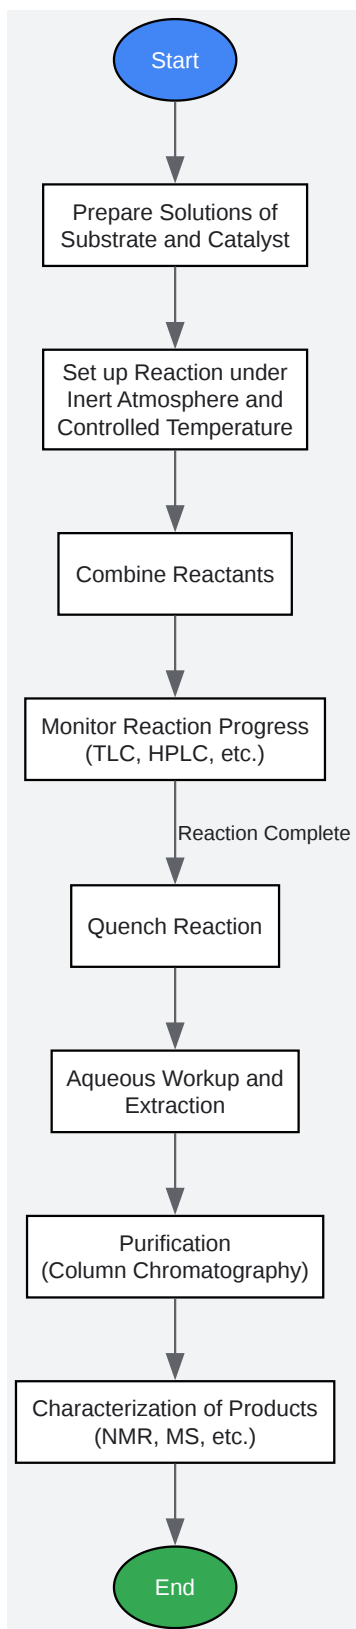 Start
Prepare Solutions of
Substrate and Catalyst
Set up Reaction under
Inert Atmosphere and
Controlled Temperature
Combine Reactants
Monitor Reaction Progress
(TLC, HPLC, etc.)
Reaction Complete
Quench Reaction
Aqueous Workup and
Extraction
Purification
(Column Chromatography)
Characterization of Products
(NMR, MS, etc.)
End